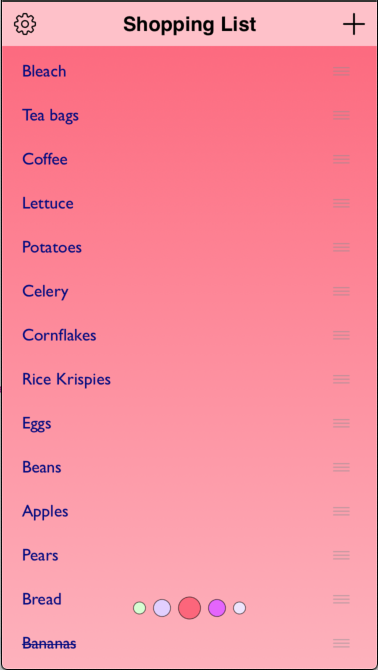 Shopping List
Bleach
Tea bags
Coffee
Lettuce
Potatoes
Celery
Cornflakes
Rice Krispies
Eggs
Beans
Apples
Pears
Bread
Bananas